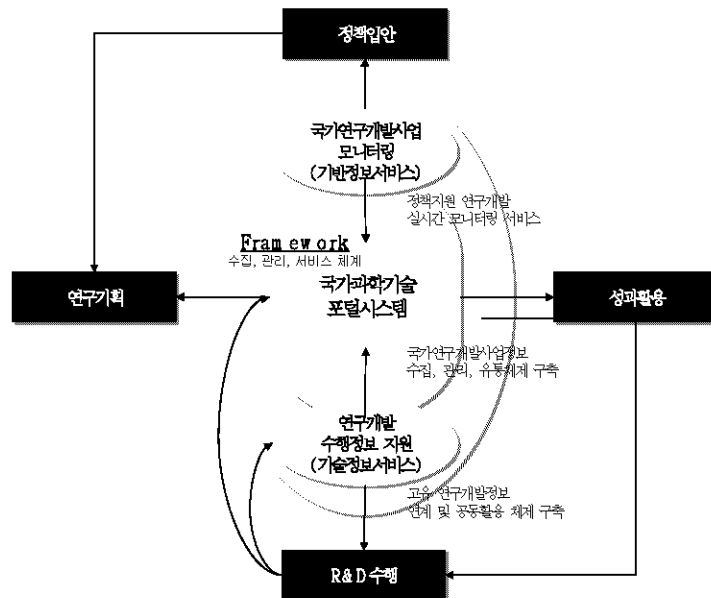 정책입안
국가연구개발사업
모니터링
(기반정보서비스)
정책지원 연구개발
실시간 모니터링 서비스
Framework
수집, 관리, 서비스 체계
연구기획
국가과학기술
포털시스템
성과활용
국가연구개발사업정보
수집, 관리, 유통체제 구축
연구개발
수행정보 지원
(기술정보서비스)
고유 연구개발정보
연계 및 공동활용 체제 구축
R&D 수행